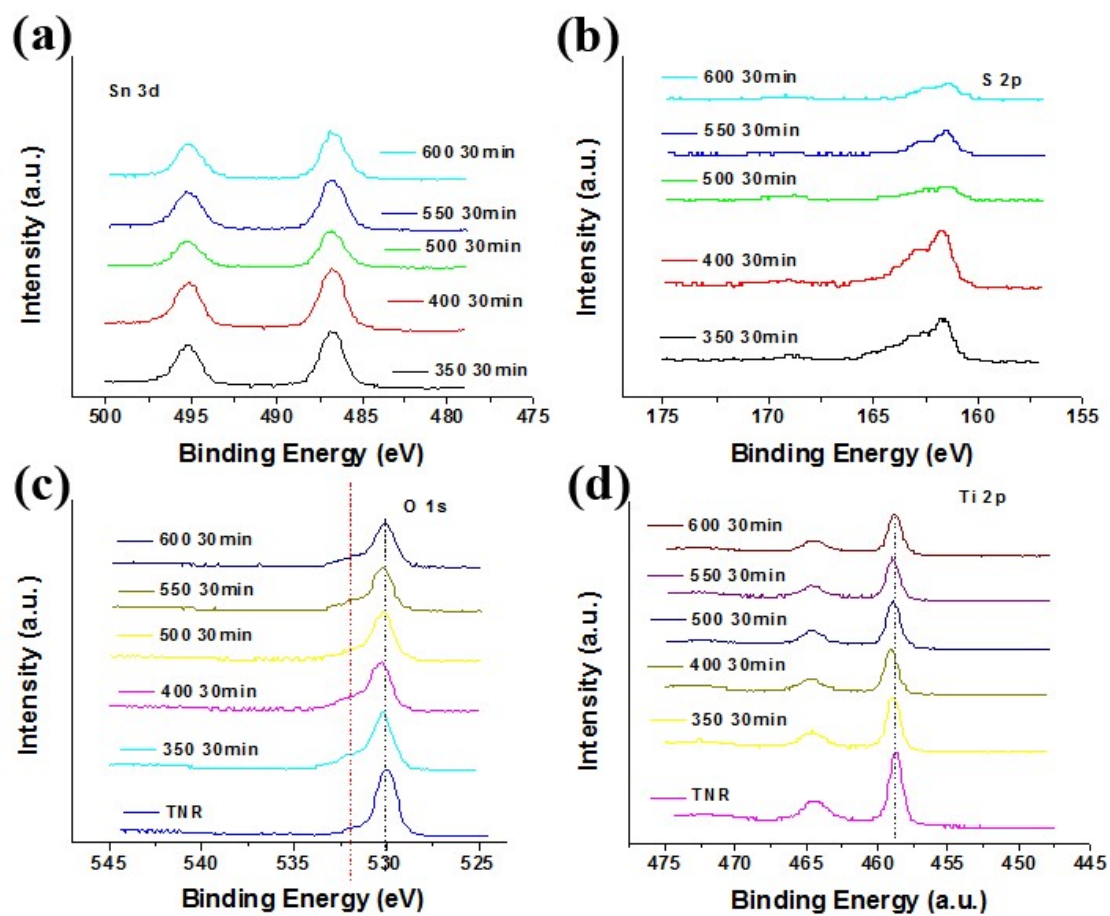 (a)
Sn 3d
600 30min
550 30min
500 30min
400 30min
350 30min
Intensity (a.u.)
500 495 490 485 480 475
Binding Energy (eV)
(b)
S 2p
600 30min
550 30min
500 30min
400 30min
350 30min
Intensity (a.u.)
175 170 165 160 155
Binding Energy (eV)
(c)
O 1s
600 30min
550 30min
500 30min
400 30min
350 30min
TNR
Intensity (a.u.)
545 540 535 530 525
Binding Energy (eV)
(d)
Ti 2p
600 30min
550 30min
500 30min
400 30min
350 30min
TNR
Intensity (a.u.)
475 470 465 460 455 450 445
Binding Energy (a.u.)